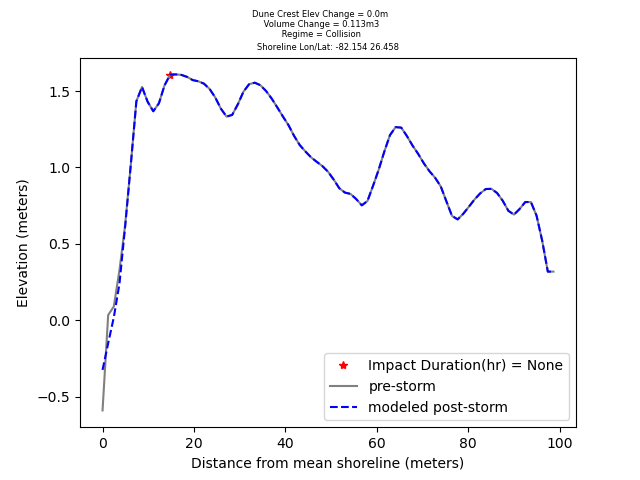 Dune Crest Elev Change = 0.0m
Volume Change = 0.113m3
Regime = Collision
Shoreline Lon/Lat: -82.154 26.458
Elevation (meters)
1.5
1.0
0.5
0.0
−0.5
Impact Duration(hr) = None
pre-storm
modeled post-storm
0 20 40 60 80 100
Distance from mean shoreline (meters)